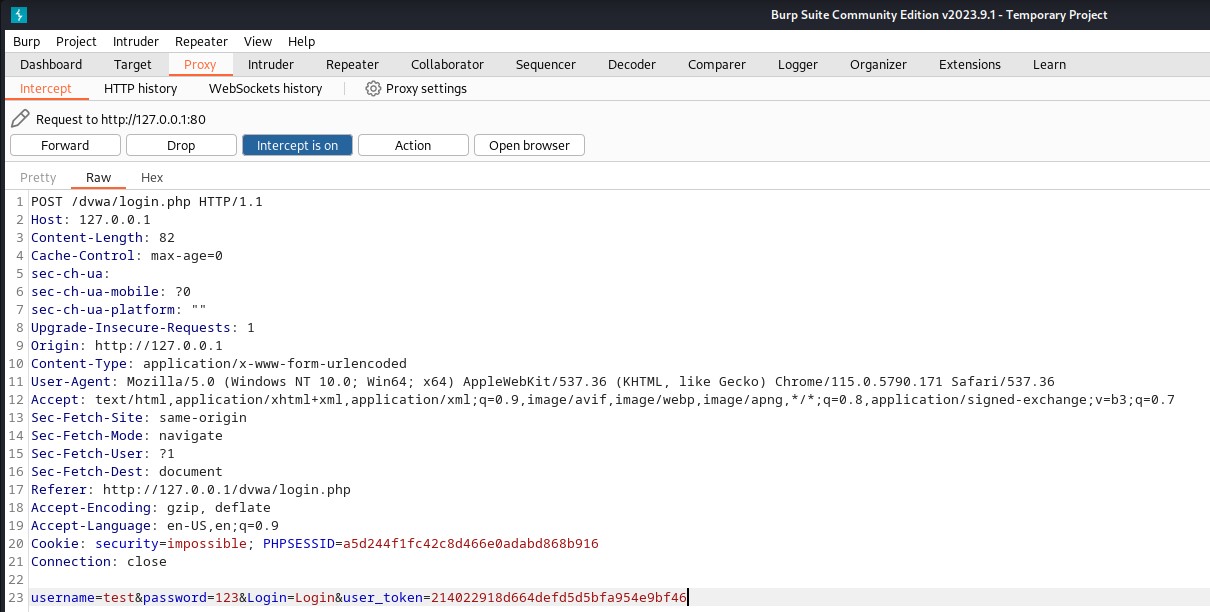 Burp Suite Community Edition v2023.9.1 - Temporary Project
Burp Project Intruder Repeater View Help
Dashboard Target Proxy Intruder Repeater Collaborator Sequencer Decoder Comparer Logger Organizer Extensions Learn
Intercept HTTP history WebSockets history Proxy settings
Request to http://127.0.0.1:80
Forward Drop Intercept is on Action Open browser
Pretty Raw Hex
1 POST /dvwa/login.php HTTP/1.1
2 Host: 127.0.0.1
3 Content-Length: 82
4 Cache-Control: max-age=0
5 sec-ch-ua:
6 sec-ch-ua-mobile: ?0
7 sec-ch-ua-platform: ""
8 Upgrade-Insecure-Requests: 1
9 Origin: http://127.0.0.1
10 Content-Type: application/x-www-form-urlencoded
11 User-Agent: Mozilla/5.0 (Windows NT 10.0; Win64; x64) AppleWebKit/537.36 (KHTML, like Gecko) Chrome/115.0.5790.171 Safari/537.36
12 Accept: text/html,application/xhtml+xml,application/xml;q=0.9,image/avif,image/webp,image/apng,*/*;q=0.8,application/signed-exchange;v=b3;q=0.7
13 Sec-Fetch-Site: same-origin
14 Sec-Fetch-Mode: navigate
15 Sec-Fetch-User: ?1
16 Sec-Fetch-Dest: document
17 Referer: http://127.0.0.1/dvwa/login.php
18 Accept-Encoding: gzip, deflate
19 Accept-Language: en-US,en;q=0.9
20 Cookie: security=impossible; PHPSESSID=a5d244f1fc42c8d466e0adabd868b916
21 Connection: close
22
23 username=test&password=123&Login=Login&user_token=214022918d664defd5d5bfa954e9bf46